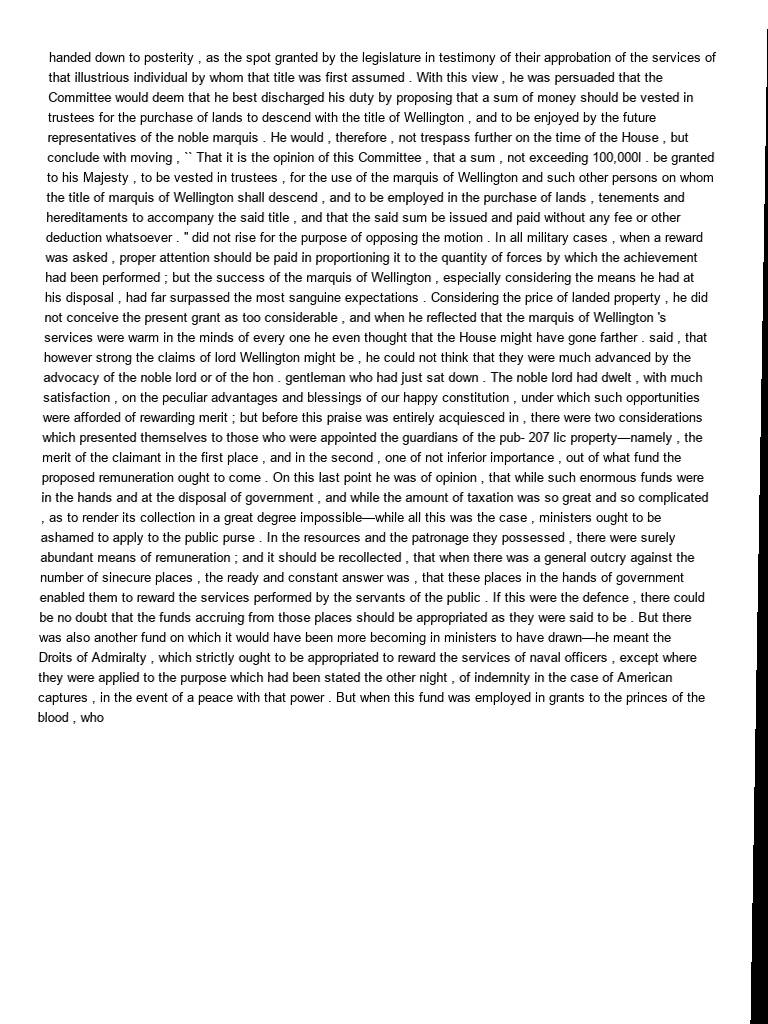 handed down to posterity , as the spot granted by the legislature in testimony of their approbation of the services of
that illustrious individual by whom that title was first assumed . With this view , he was persuaded that the
Committee would deem that he best discharged his duty by proposing that a sum of money should be vested in
trustees for the purchase of lands to descend with the title of Wellington , and to be enjoyed by the future
representatives of the noble marquis . He would , therefore , not trespass further on the time of the House , but
conclude with moving , `` That it is the opinion of this Committee , that a sum , not exceeding 100,000l . be granted
to his Majesty , to be vested in trustees , for the use of the marquis of Wellington and such other persons on whom
the title of marquis of Wellington shall descend , and to be employed in the purchase of lands , tenements and
hereditaments to accompany the said title , and that the said sum be issued and paid without any fee or other
deduction whatsoever . '' did not rise for the purpose of opposing the motion . In all military cases , when a reward
was asked , proper attention should be paid in proportioning it to the quantity of forces by which the achievement
had been performed ; but the success of the marquis of Wellington , especially considering the means he had at
his disposal , had far surpassed the most sanguine expectations . Considering the price of landed property , he did
not conceive the present grant as too considerable , and when he reflected that the marquis of Wellington 's
services were warm in the minds of every one he even thought that the House might have gone farther . said , that
however strong the claims of lord Wellington might be , he could not think that they were much advanced by the
advocacy of the noble lord or of the hon . gentleman who had just sat down . The noble lord had dwelt , with much
satisfaction , on the peculiar advantages and blessings of our happy constitution , under which such opportunities
were afforded of rewarding merit ; but before this praise was entirely acquiesced in , there were two considerations
which presented themselves to those who were appointed the guardians of the pub- 207 lic property—namely , the
merit of the claimant in the first place , and in the second , one of not inferior importance , out of what fund the
proposed remuneration ought to come . On this last point he was of opinion , that while such enormous funds were
in the hands and at the disposal of government , and while the amount of taxation was so great and so complicated
, as to render its collection in a great degree impossible—while all this was the case , ministers ought to be
ashamed to apply to the public purse . In the resources and the patronage they possessed , there were surely
abundant means of remuneration ; and it should be recollected , that when there was a general outcry against the
number of sinecure places , the ready and constant answer was , that these places in the hands of government
enabled them to reward the services performed by the servants of the public . If this were the defence , there could
be no doubt that the funds accruing from those places should be appropriated as they were said to be . But there
was also another fund on which it would have been more becoming in ministers to have drawn—he meant the
Droits of Admiralty , which strictly ought to be appropriated to reward the services of naval officers , except where
they were applied to the purpose which had been stated the other night , of indemnity in the case of American
captures , in the event of a peace with that power . But when this fund was employed in grants to the princes of the
blood , who